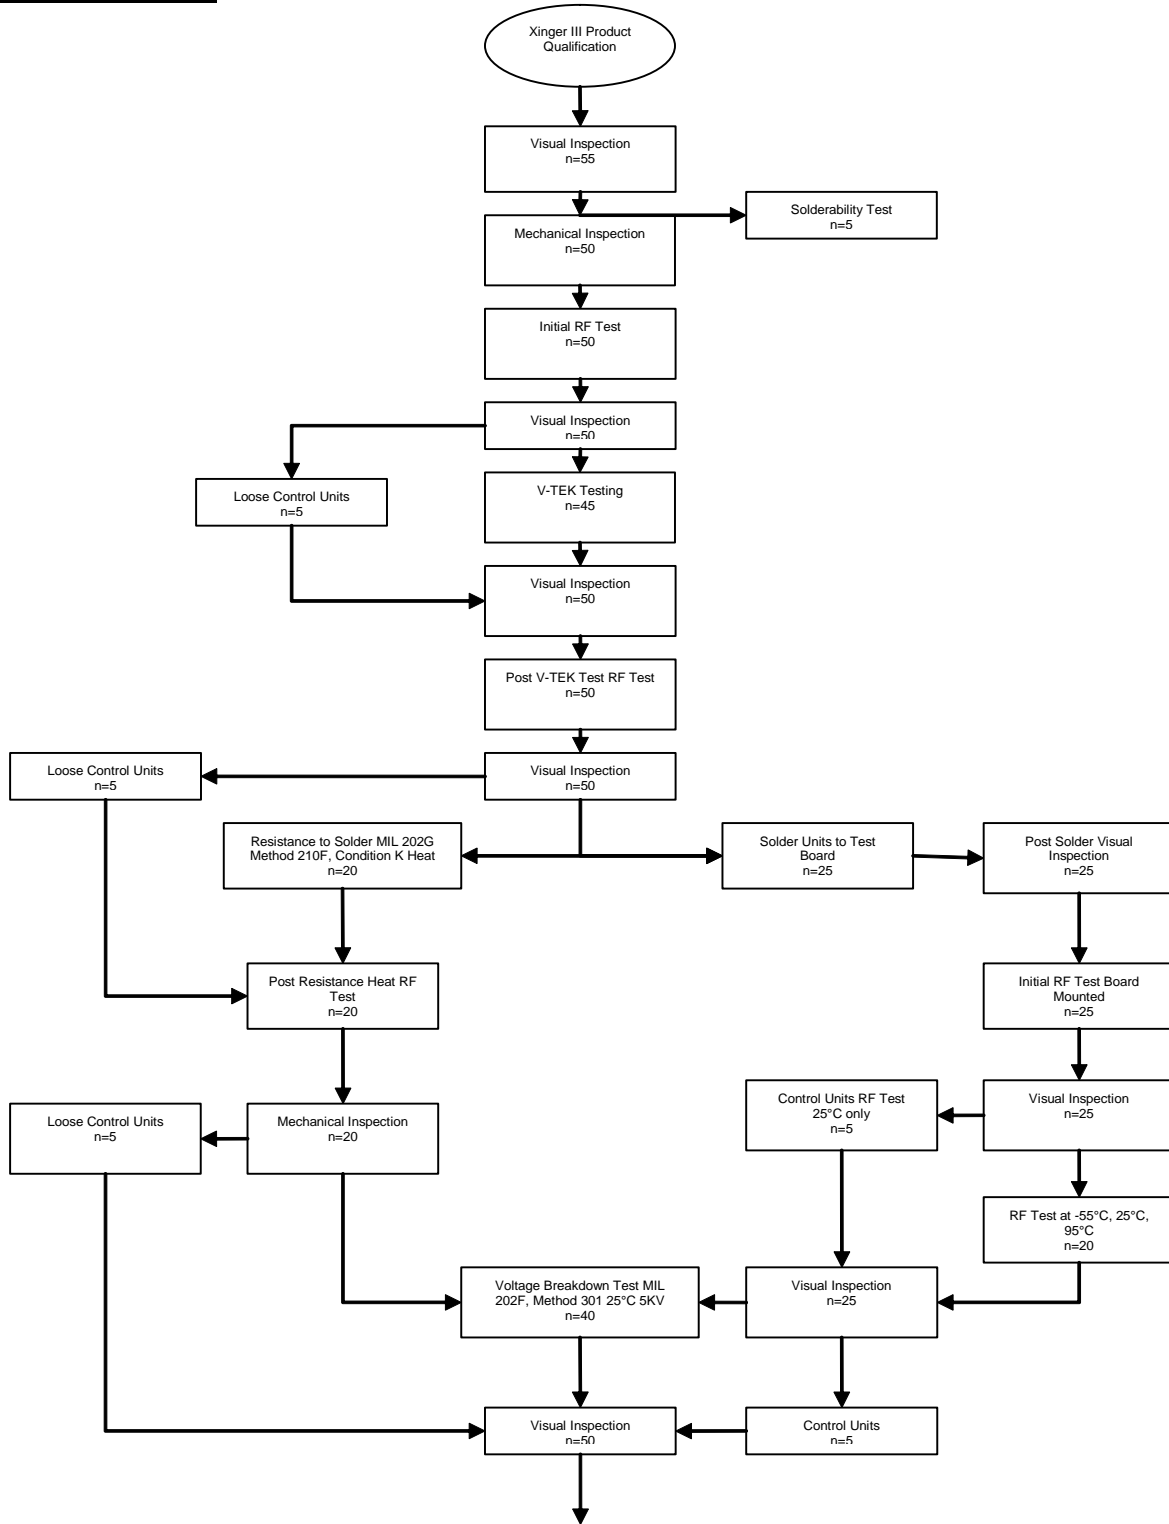 Xinger III Product
Qualification
Visual Inspection
n=55
Solderability Test
n=5
Mechanical Inspection
n=50
Initial RF Test
n=50
Visual Inspection
n=50
Loose Control Units
n=5
V-TEK Testing
n=45
Visual Inspection
n=50
Post V-TEK Test RF Test
n=50
Loose Control Units
n=5
Visual Inspection
n=50
Resistance to Solder MIL 202G
Method 210F, Condition K Heat
n=20
Solder Units to Test
Board
n=25
Post Solder Visual
Inspection
n=25
Post Resistance Heat RF
Test
n=20
Initial RF Test Board
Mounted
n=25
Loose Control Units
n=5
Mechanical Inspection
n=20
Control Units RF Test
25°C only
n=5
Visual Inspection
n=25
RF Test at -55°C, 25°C,
95°C
n=20
Voltage Breakdown Test MIL
202F, Method 301 25°C 5KV
n=40
Visual Inspection
n=25
Visual Inspection
n=50
Control Units
n=5